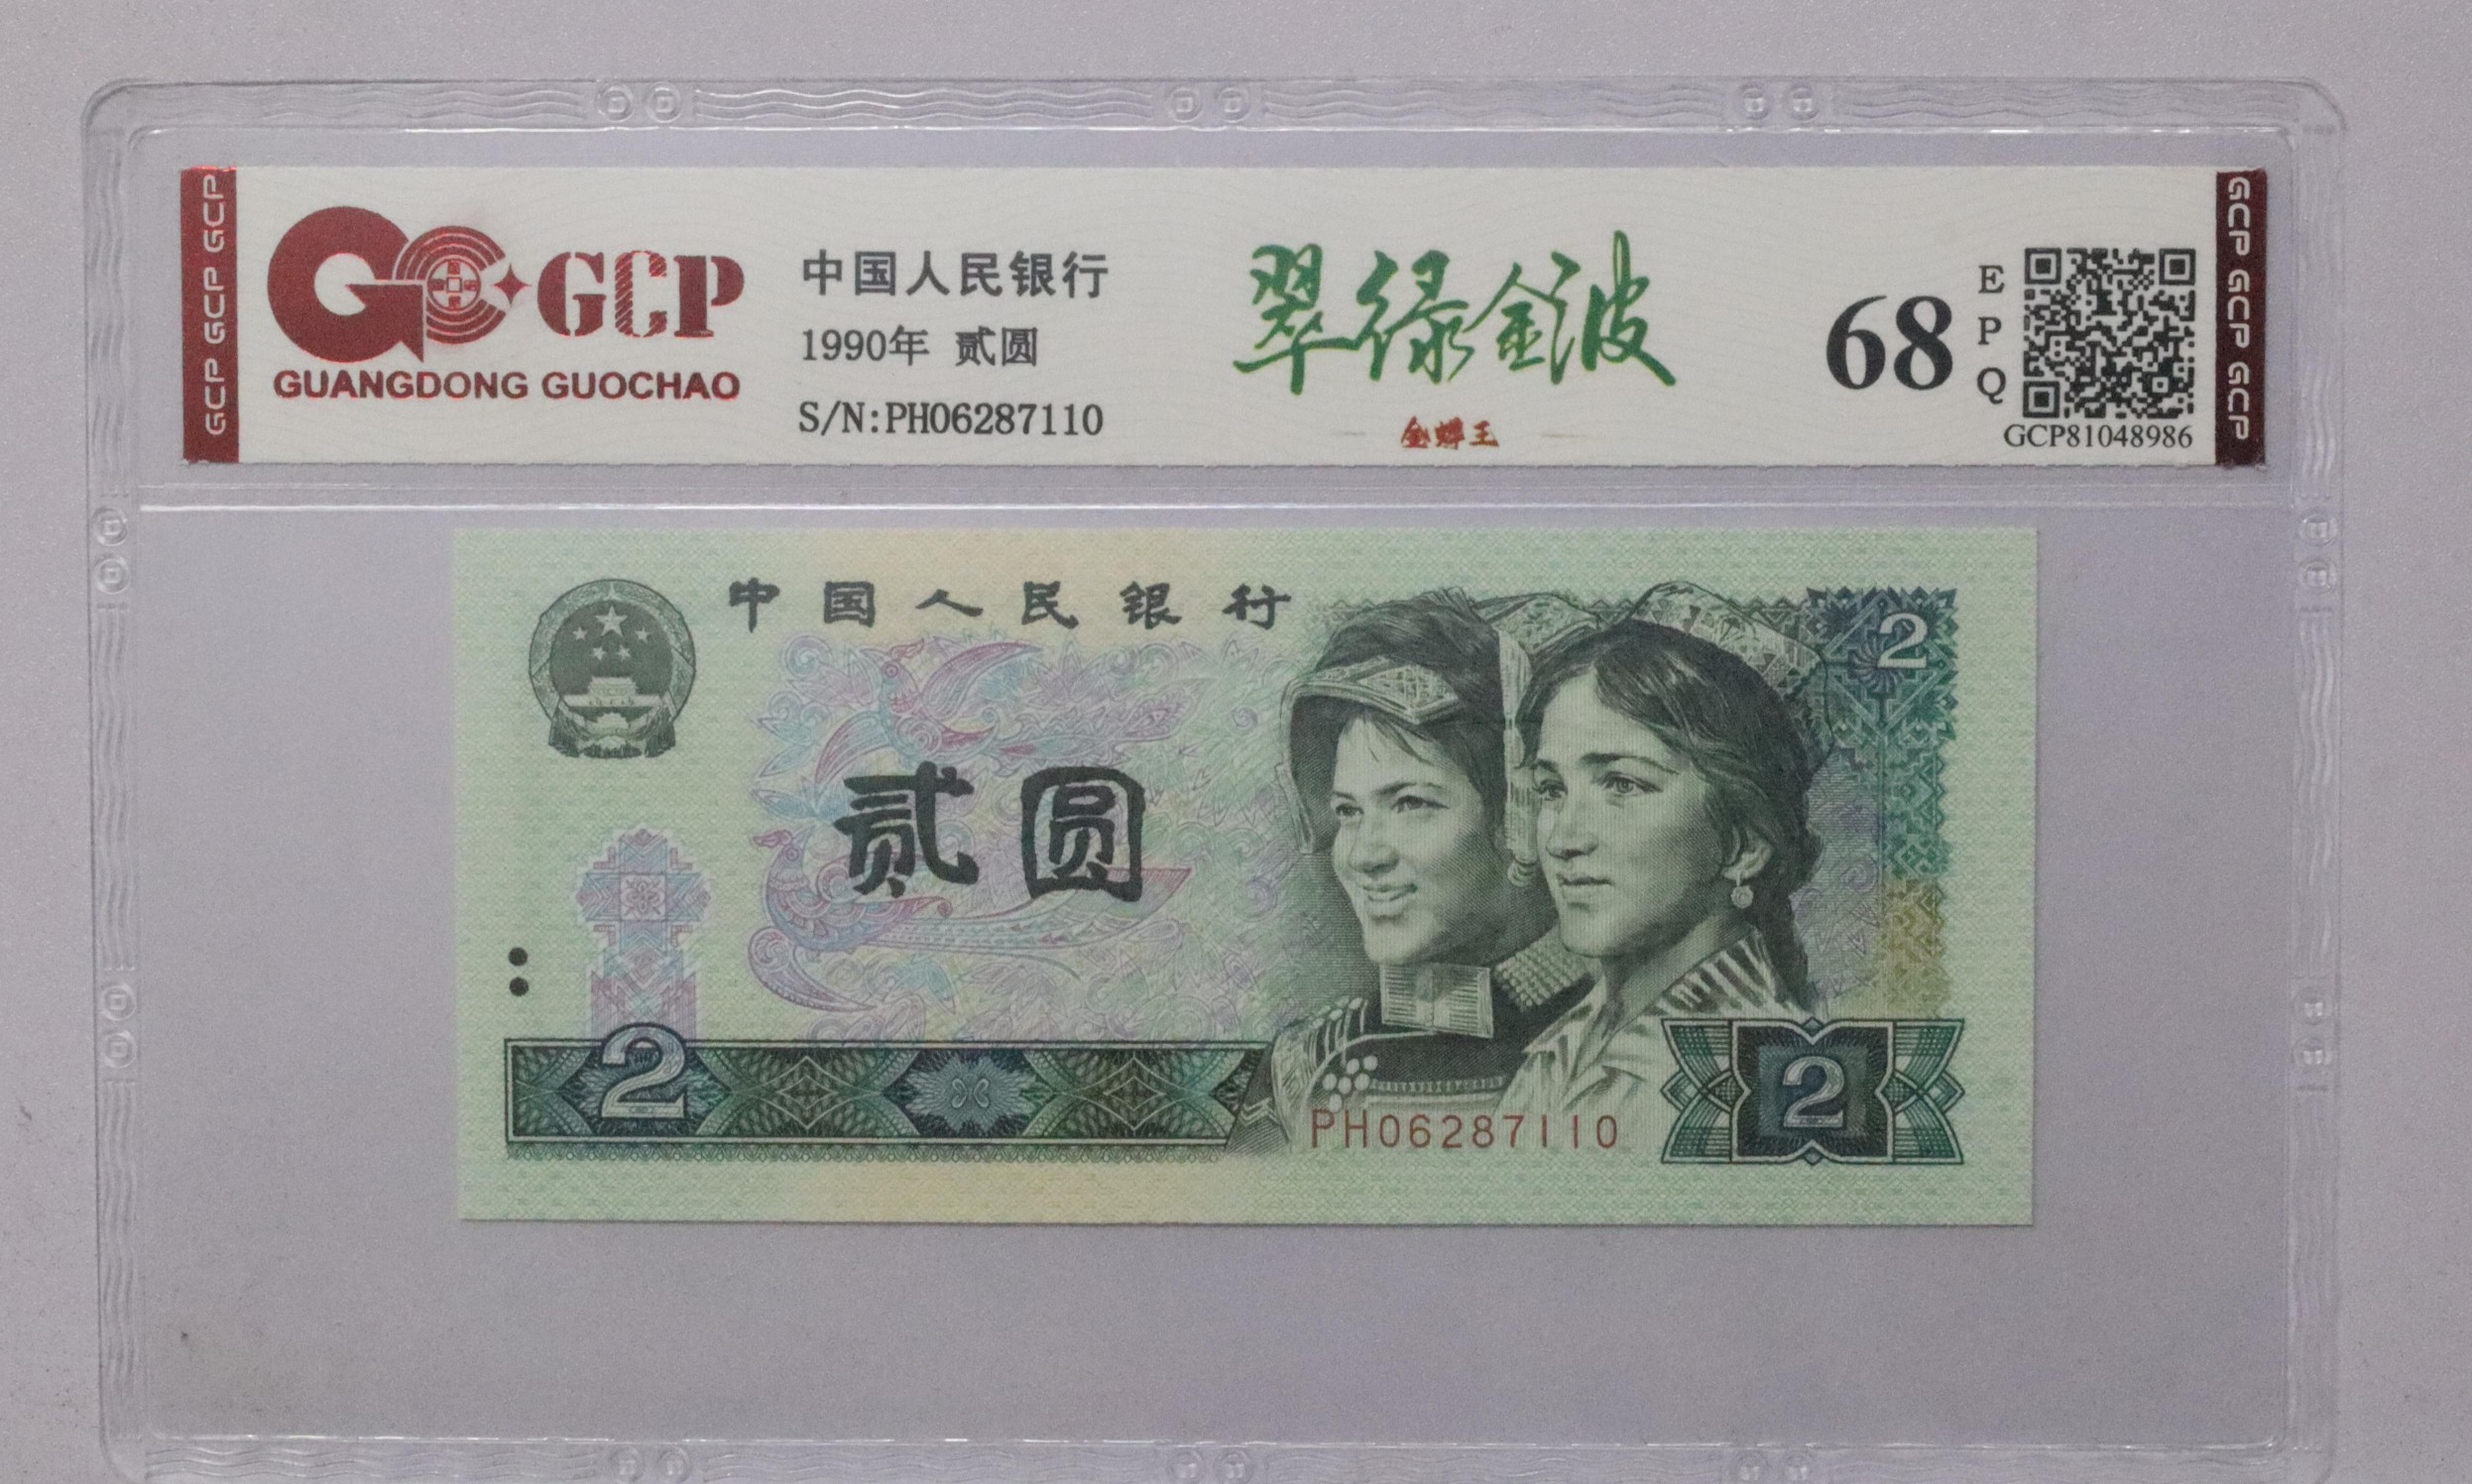 GCP GCP GCP
GCP
GUANGDONG GUOCHAO
中国人民银行
1990年 贰圆
S/N:PH06287110
翠绿金波
金蟬王
68
EPQ
GCP81048986
GCP GCP GCP
中国人民银行
2
贰圆
2
PH06287110
2